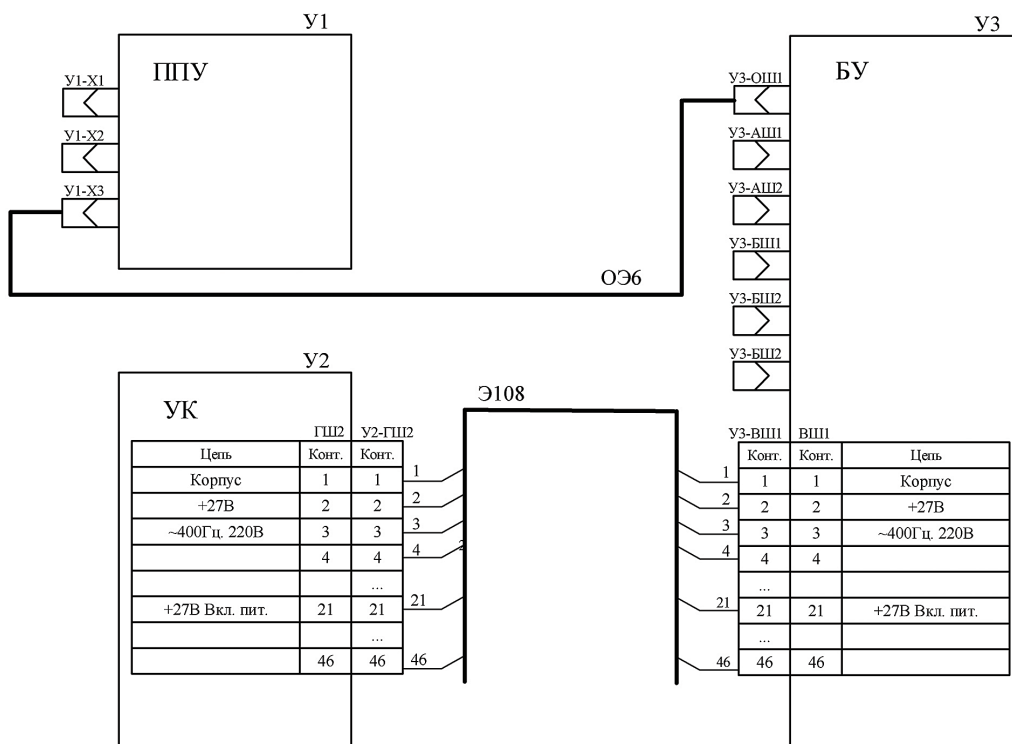 У1
У3
ППУ
БУ
У1-Х1
У3-ОШ1
У1-Х2
У3-АШ1
У1-Х3
У3-АШ2
У3-БШ1
ОЭ6
У3-БШ2
У3-БШ2
У2
Э108
УК
ГШ2 У2-ГШ2
Цепь Конт. Конт.
Корпус 1 1 1
+27В 2 2 2
~400Гц. 220В 3 3 3
4 4 4
...
+27В Вкл. пит. 21 21 21
...
46 46 46
У3-ВШ1 ВШ1
Конт. Конт. Цепь
1 1 1 Корпус
2 2 2 +27В
3 3 3 ~400Гц. 220В
4 4 4
...
21 21 21 +27В Вкл. пит.
...
46 46 46